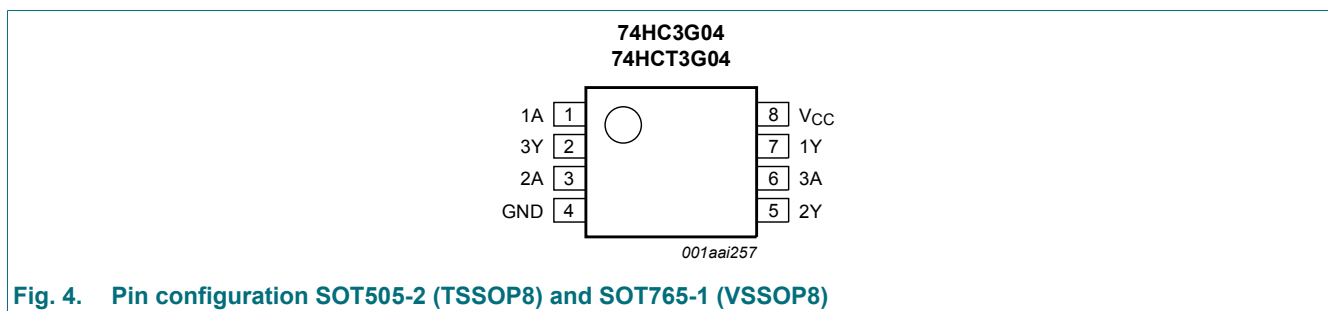 74HC3G04
74HCT3G04
1A 1 8 VCC
3Y 2 7 1Y
2A 3 6 3A
GND 4 5 2Y
001aai257
Fig. 4. Pin configuration SOT505-2 (TSSOP8) and SOT765-1 (VSSOP8)